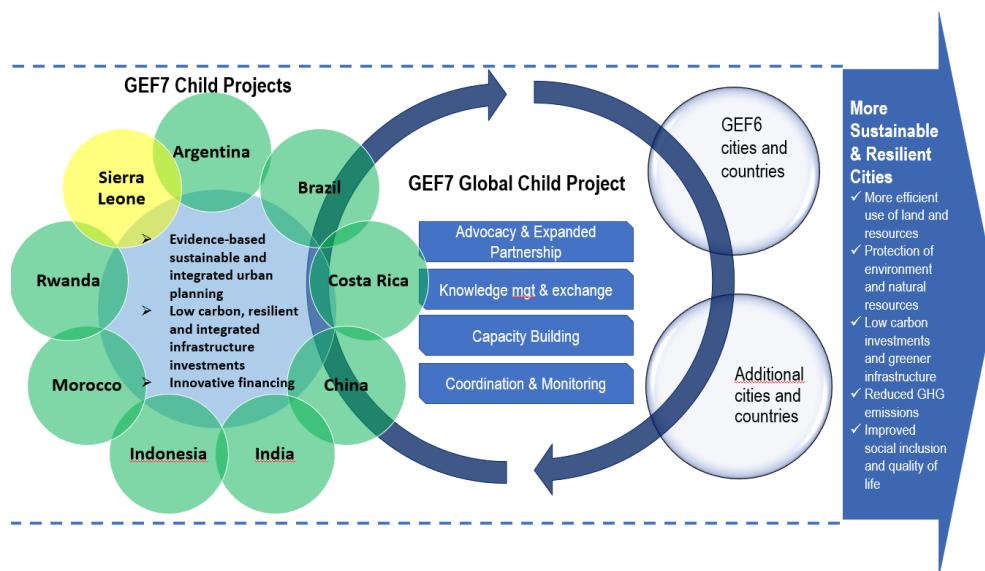 GEF7 Child Projects
Argentina
Sierra
Leone
Brazil
Rwanda
Costa Rica
Morocco
China
Indonesia
India
➢ Evidence-based
sustainable and
integrated urban
planning
➢ Low carbon, resilient
and integrated
infrastructure
investments
➢ Innovative financing
GEF7 Global Child Project
Advocacy & Expanded
Partnership
Knowledge mgt & exchange
Capacity Building
Coordination & Monitoring
GEF6
cities and
countries
Additional
cities and
countries
More
Sustainable
& Resilient
Cities
✓ More efficient
use of land and
resources
✓ Protection of
environment
and natural
resources
✓ Low carbon
investments
and greener
infrastructure
✓ Reduced GHG
emissions
✓ Improved
social inclusion
and quality of
life